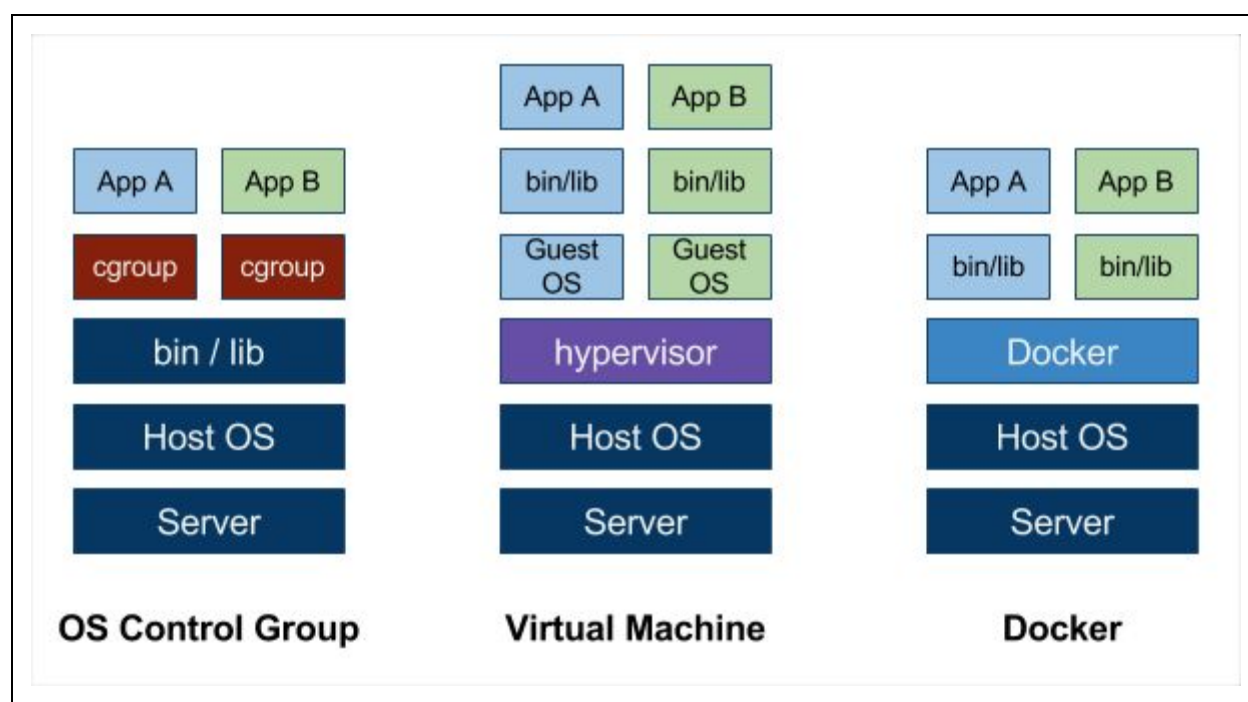 App A
App B
cgroup
cgroup
bin / lib
Host OS
Server
OS Control Group
App A
App B
bin/lib
bin/lib
Guest
OS
Guest
OS
hypervisor
Host OS
Server
Virtual Machine
App A
App B
bin/lib
bin/lib
Docker
Host OS
Server
Docker